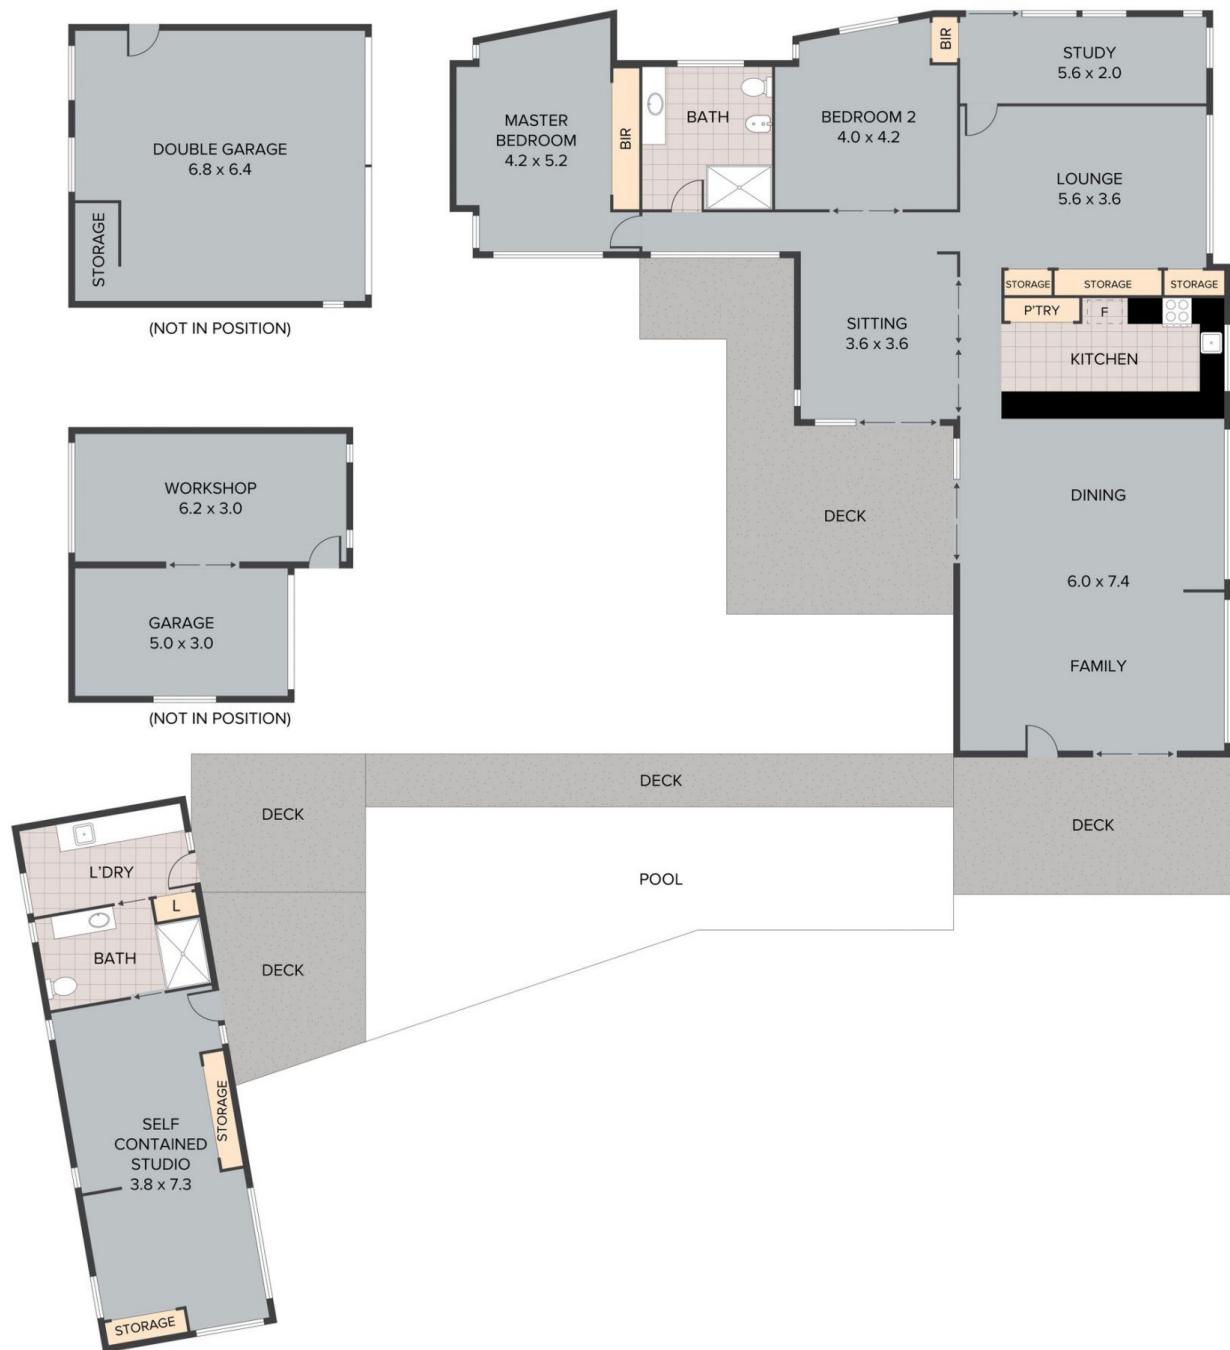 DOUBLE GARAGE
6.8 x 6.4
STORAGE
(NOT IN POSITION)
MASTER
BEDROOM
4.2 x 5.2
BIR
BATH
BEDROOM 2
4.0 x 4.2
BIR
STUDY
5.6 x 2.0
LOUNGE
5.6 x 3.6
STORAGE
STORAGE
STORAGE
P'TRY
F
KITCHEN
SITTING
3.6 x 3.6
DECK
DINING
6.0 x 7.4
FAMILY
WORKSHOP
6.2 x 3.0
GARAGE
5.0 x 3.0
(NOT IN POSITION)
DECK
DECK
DECK
POOL
L'DRY
L
BATH
DECK
STORAGE
SELF
CONTAINED
STUDIO
3.8 x 7.3
STORAGE